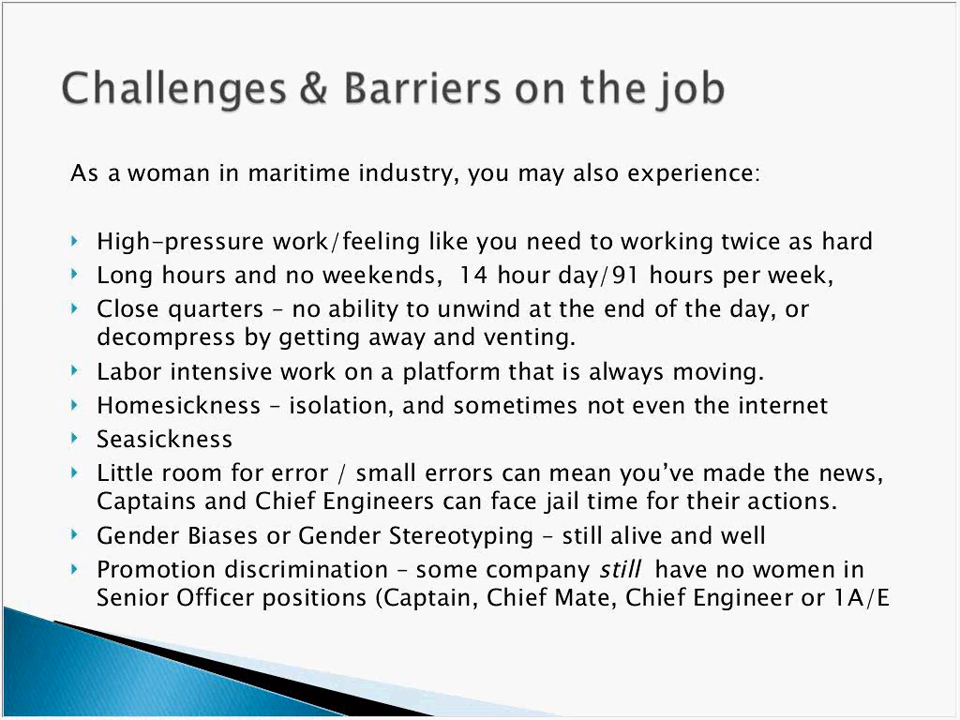 Challenges & Barriers on the job
As a woman in maritime industry, you may also experience:
High-pressure work/feeling like you need to working twice as hard
Long hours and no weekends,  14 hour day/91 hours per week,
Close quarters – no ability to unwind at the end of the day, or
decompress by getting away and venting.
Labor intensive work on a platform that is always moving.
Homesickness – isolation, and sometimes not even the internet
Seasickness
Little room for error / small errors can mean you’ve made the news,
Captains and Chief Engineers can face jail time for their actions.
Gender Biases or Gender Stereotyping – still alive and well
Promotion discrimination – some company still  have no women in
Senior Officer positions (Captain, Chief Mate, Chief Engineer or 1A/E